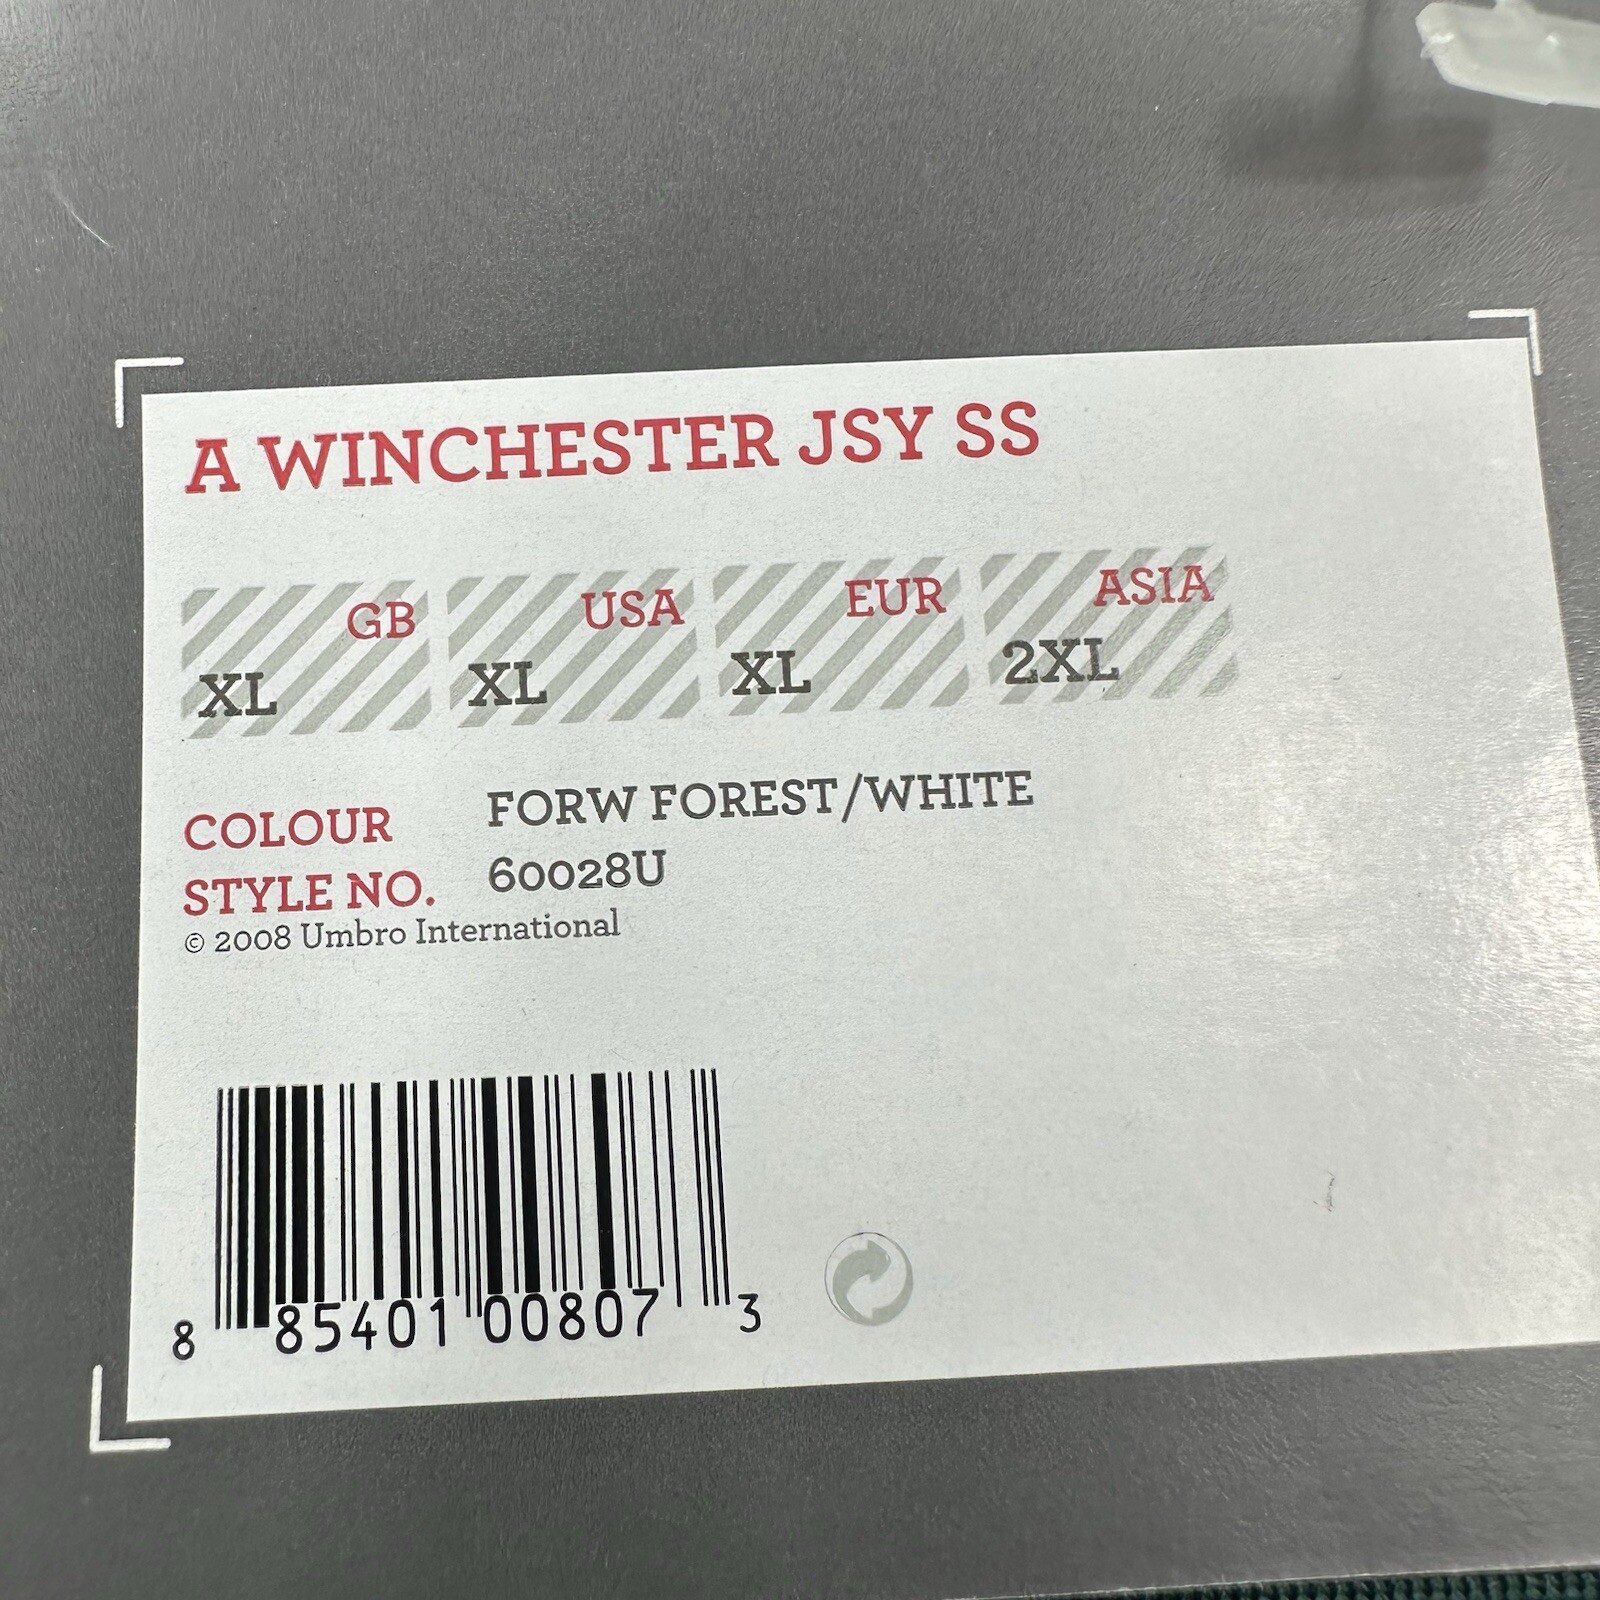 A WINCHESTER JSY SS
GB USA EUR ASIA
XL XL XL 2XL
COLOUR FORW FOREST/WHITE
STYLE NO. 60028U
© 2008 Umbro International
8 85401 00807 3